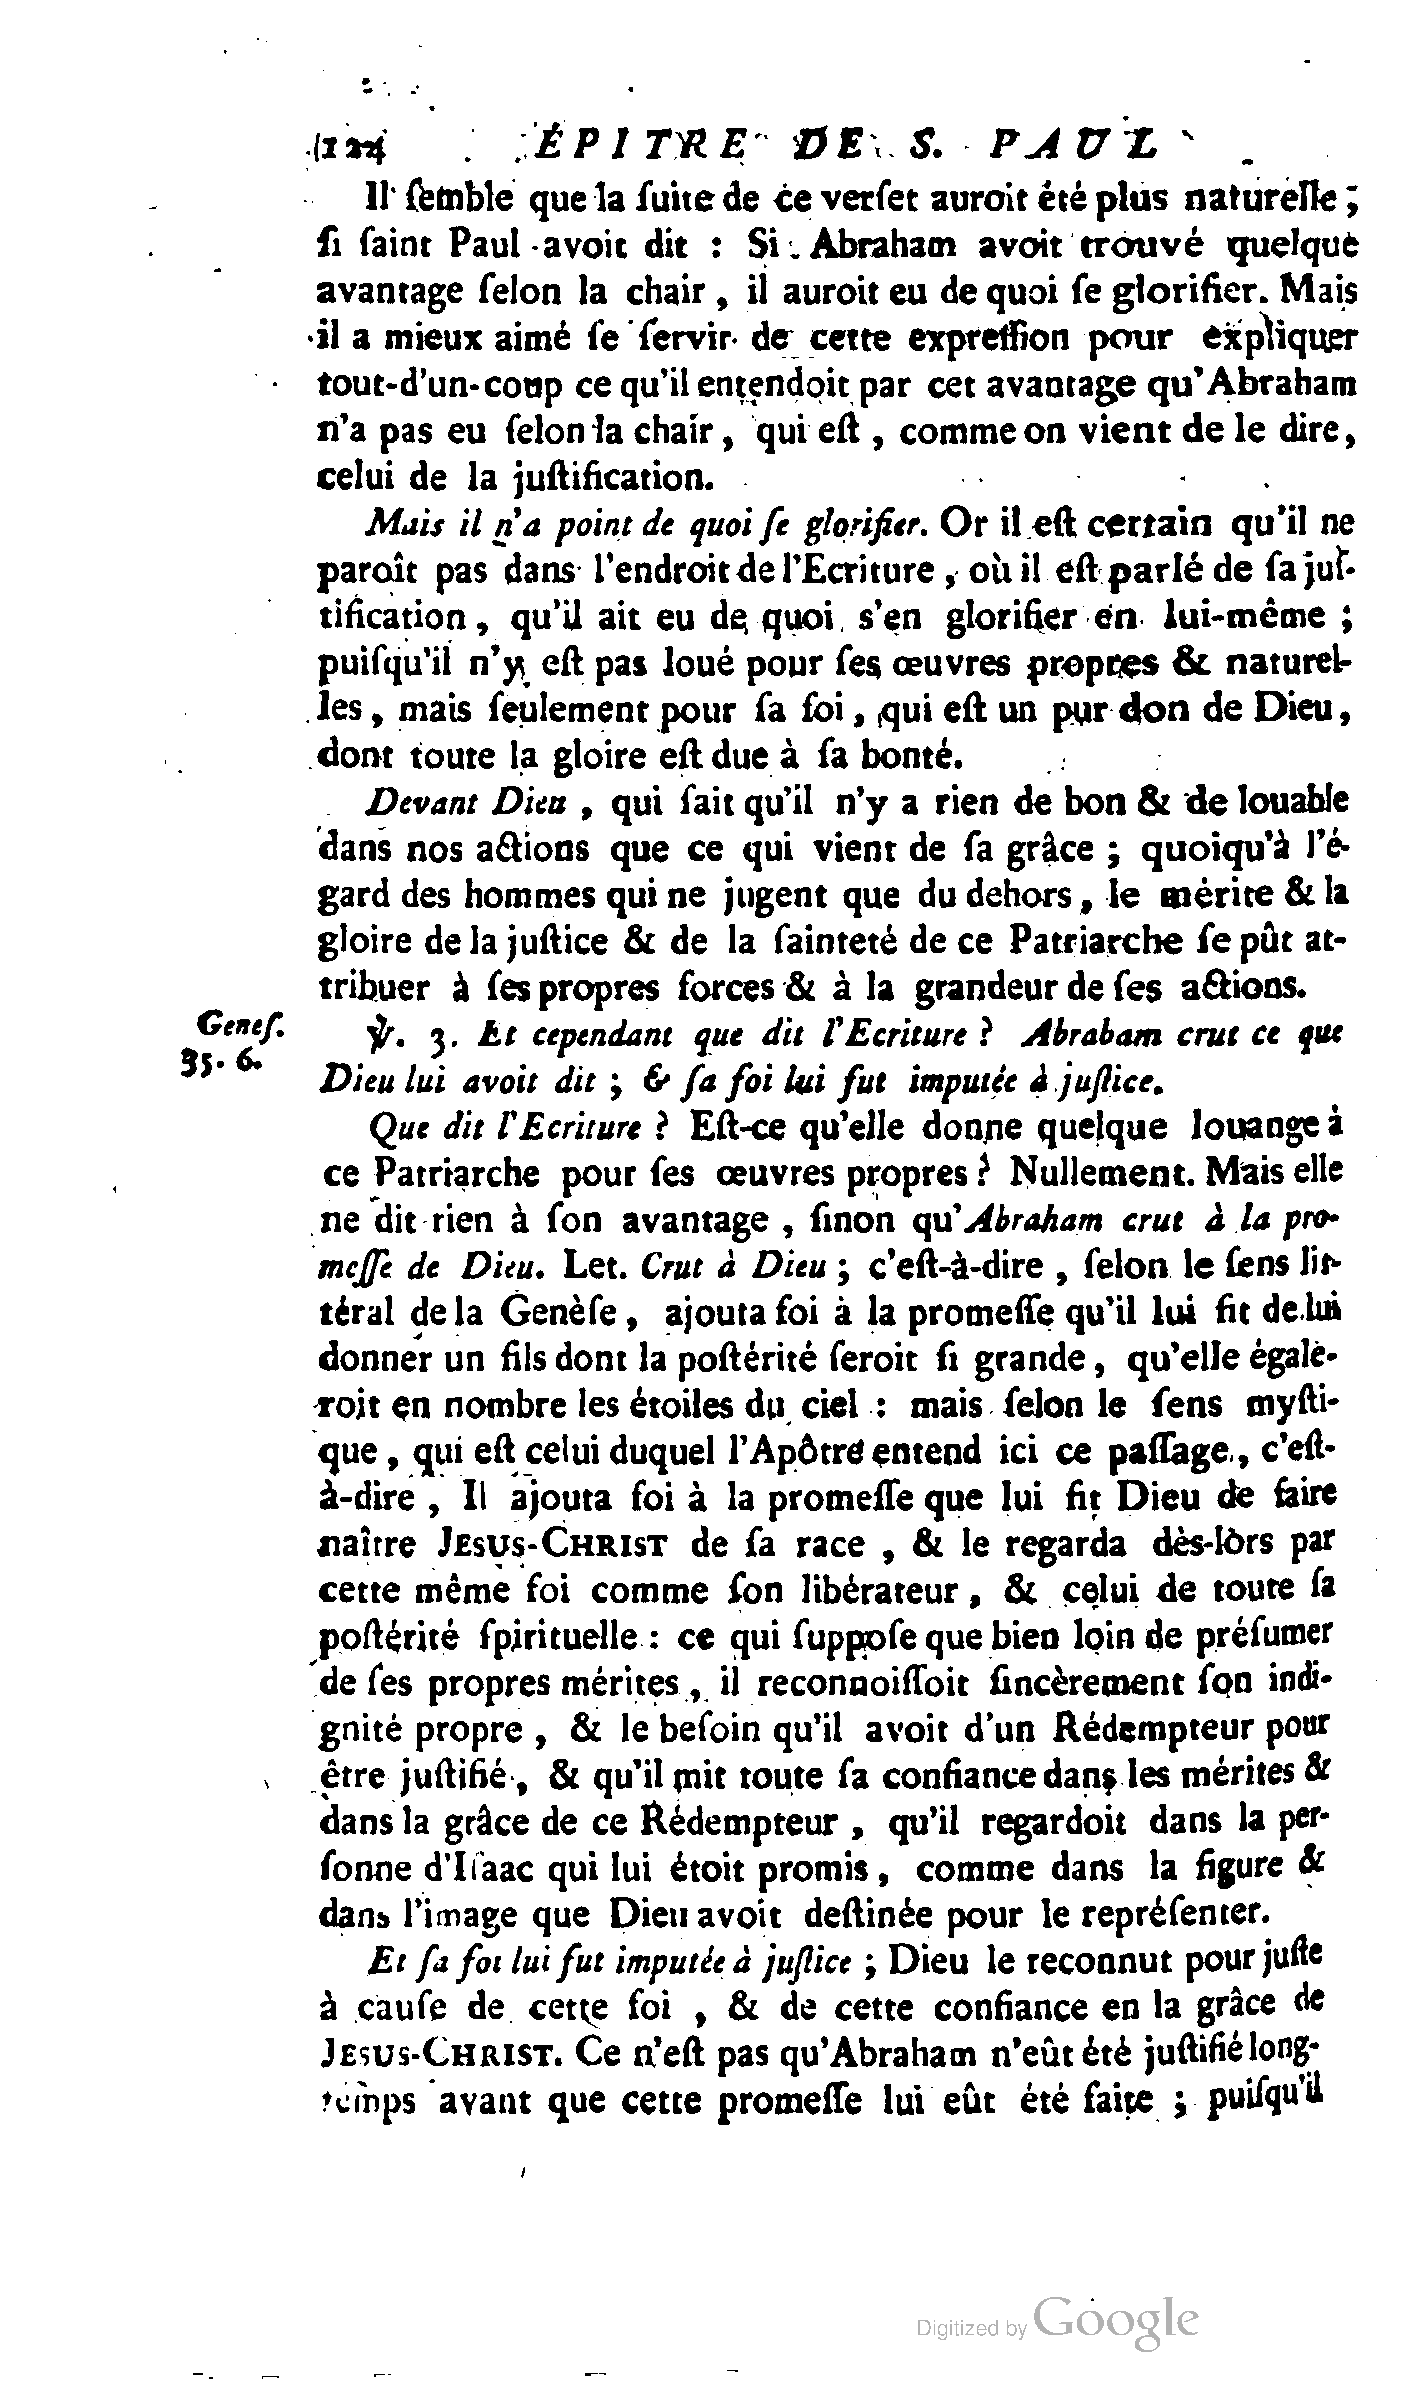 124 ÉPITRE DE S. PAUL
Il ſemble que la ſuite de ce verſet auroit été plus naturelle;
ſi ſaint Paul avoit dit : Si Abraham avoit trouvé quelque
avantage ſelon la chair, il auroit eu de quoi ſe glorifier. Mais
il a mieux aimé ſe ſervir de cette expreſſion pour expliquer
tout-d'un-coup ce qu'il entendoit par cet avantage qu'Abraham
n'a pas eu ſelon la chair, qui eſt, comme on vient de le dire,
celui de la juſtification.
Mais il n'a point de quoi ſe glorifier. Or il eſt certain qu'il ne
paroît pas dans l'endroit de l'Ecriture, où il eſt parlé de ſa juſ-
tification, qu'il ait eu de quoi s'en glorifier en lui-même ;
puiſqu'il n'y eſt pas loué pour ſes œuvres propres & naturel-
les, mais ſeulement pour ſa foi, qui eſt un pur don de Dieu,
dont toute la gloire eſt due à ſa bonté.
Devant Dieu, qui ſait qu'il n'y a rien de bon & de louable
dans nos actions que ce qui vient de ſa grâce ; quoiqu'à l'é-
gard des hommes qui ne jugent que du dehors, le mérite & la
gloire de la juſtice & de la ſainteté de ce Patriarche ſe pût at-
tribuer à ſes propres forces & à la grandeur de ſes actions.
Geneſ.
35. 6.
℣. 3. Et cependant que dit l'Ecriture ? Abraham crut ce que
Dieu lui avoit dit ; & ſa foi lui fut imputée à juſtice.
Que dit l'Ecriture ? Eſt-ce qu'elle donne quelque louange à
ce Patriarche pour ſes œuvres propres ? Nullement. Mais elle
ne dit rien à ſon avantage, ſinon qu'Abraham crut à la pro-
meſſe de Dieu. Let. Crut à Dieu ; c'eſt-à-dire, ſelon le ſens lit-
téral de la Genèſe, ajouta foi à la promeſſe qu'il lui fit de lui
donner un fils dont la poſtérité ſeroit ſi grande, qu'elle égale-
roit en nombre les étoiles du ciel : mais ſelon le ſens myſti-
que, qui eſt celui duquel l'Apôtre entend ici ce paſſage, c'eſt-
à-dire, Il ajouta foi à la promeſſe que lui fit Dieu de faire
naître JESUS-CHRIST de ſa race, & le regarda dès-lors par
cette même foi comme ſon libérateur, & celui de toute ſa
poſtérité ſpirituelle : ce qui ſuppoſe que bien loin de préſumer
de ſes propres mérites, il reconnoiſſoit ſincèrement ſon indi-
gnité propre, & le beſoin qu'il avoit d'un Rédempteur pour
être juſtifié, & qu'il mit toute ſa confiance dans les mérites &
dans la grâce de ce Rédempteur, qu'il regardoit dans la per-
ſonne d'Iſaac qui lui étoit promis, comme dans la figure &
dans l'image que Dieu avoit deſtinée pour le repréſenter.
Et ſa foi lui fut imputée à juſtice ; Dieu le reconnut pour juſte
à cauſe de cette foi, & de cette confiance en la grâce de
JESUS-CHRIST. Ce n'eſt pas qu'Abraham n'eût été juſtifié long-
temps avant que cette promeſſe lui eût été faite ; puiſqu'il
Digitized by Google